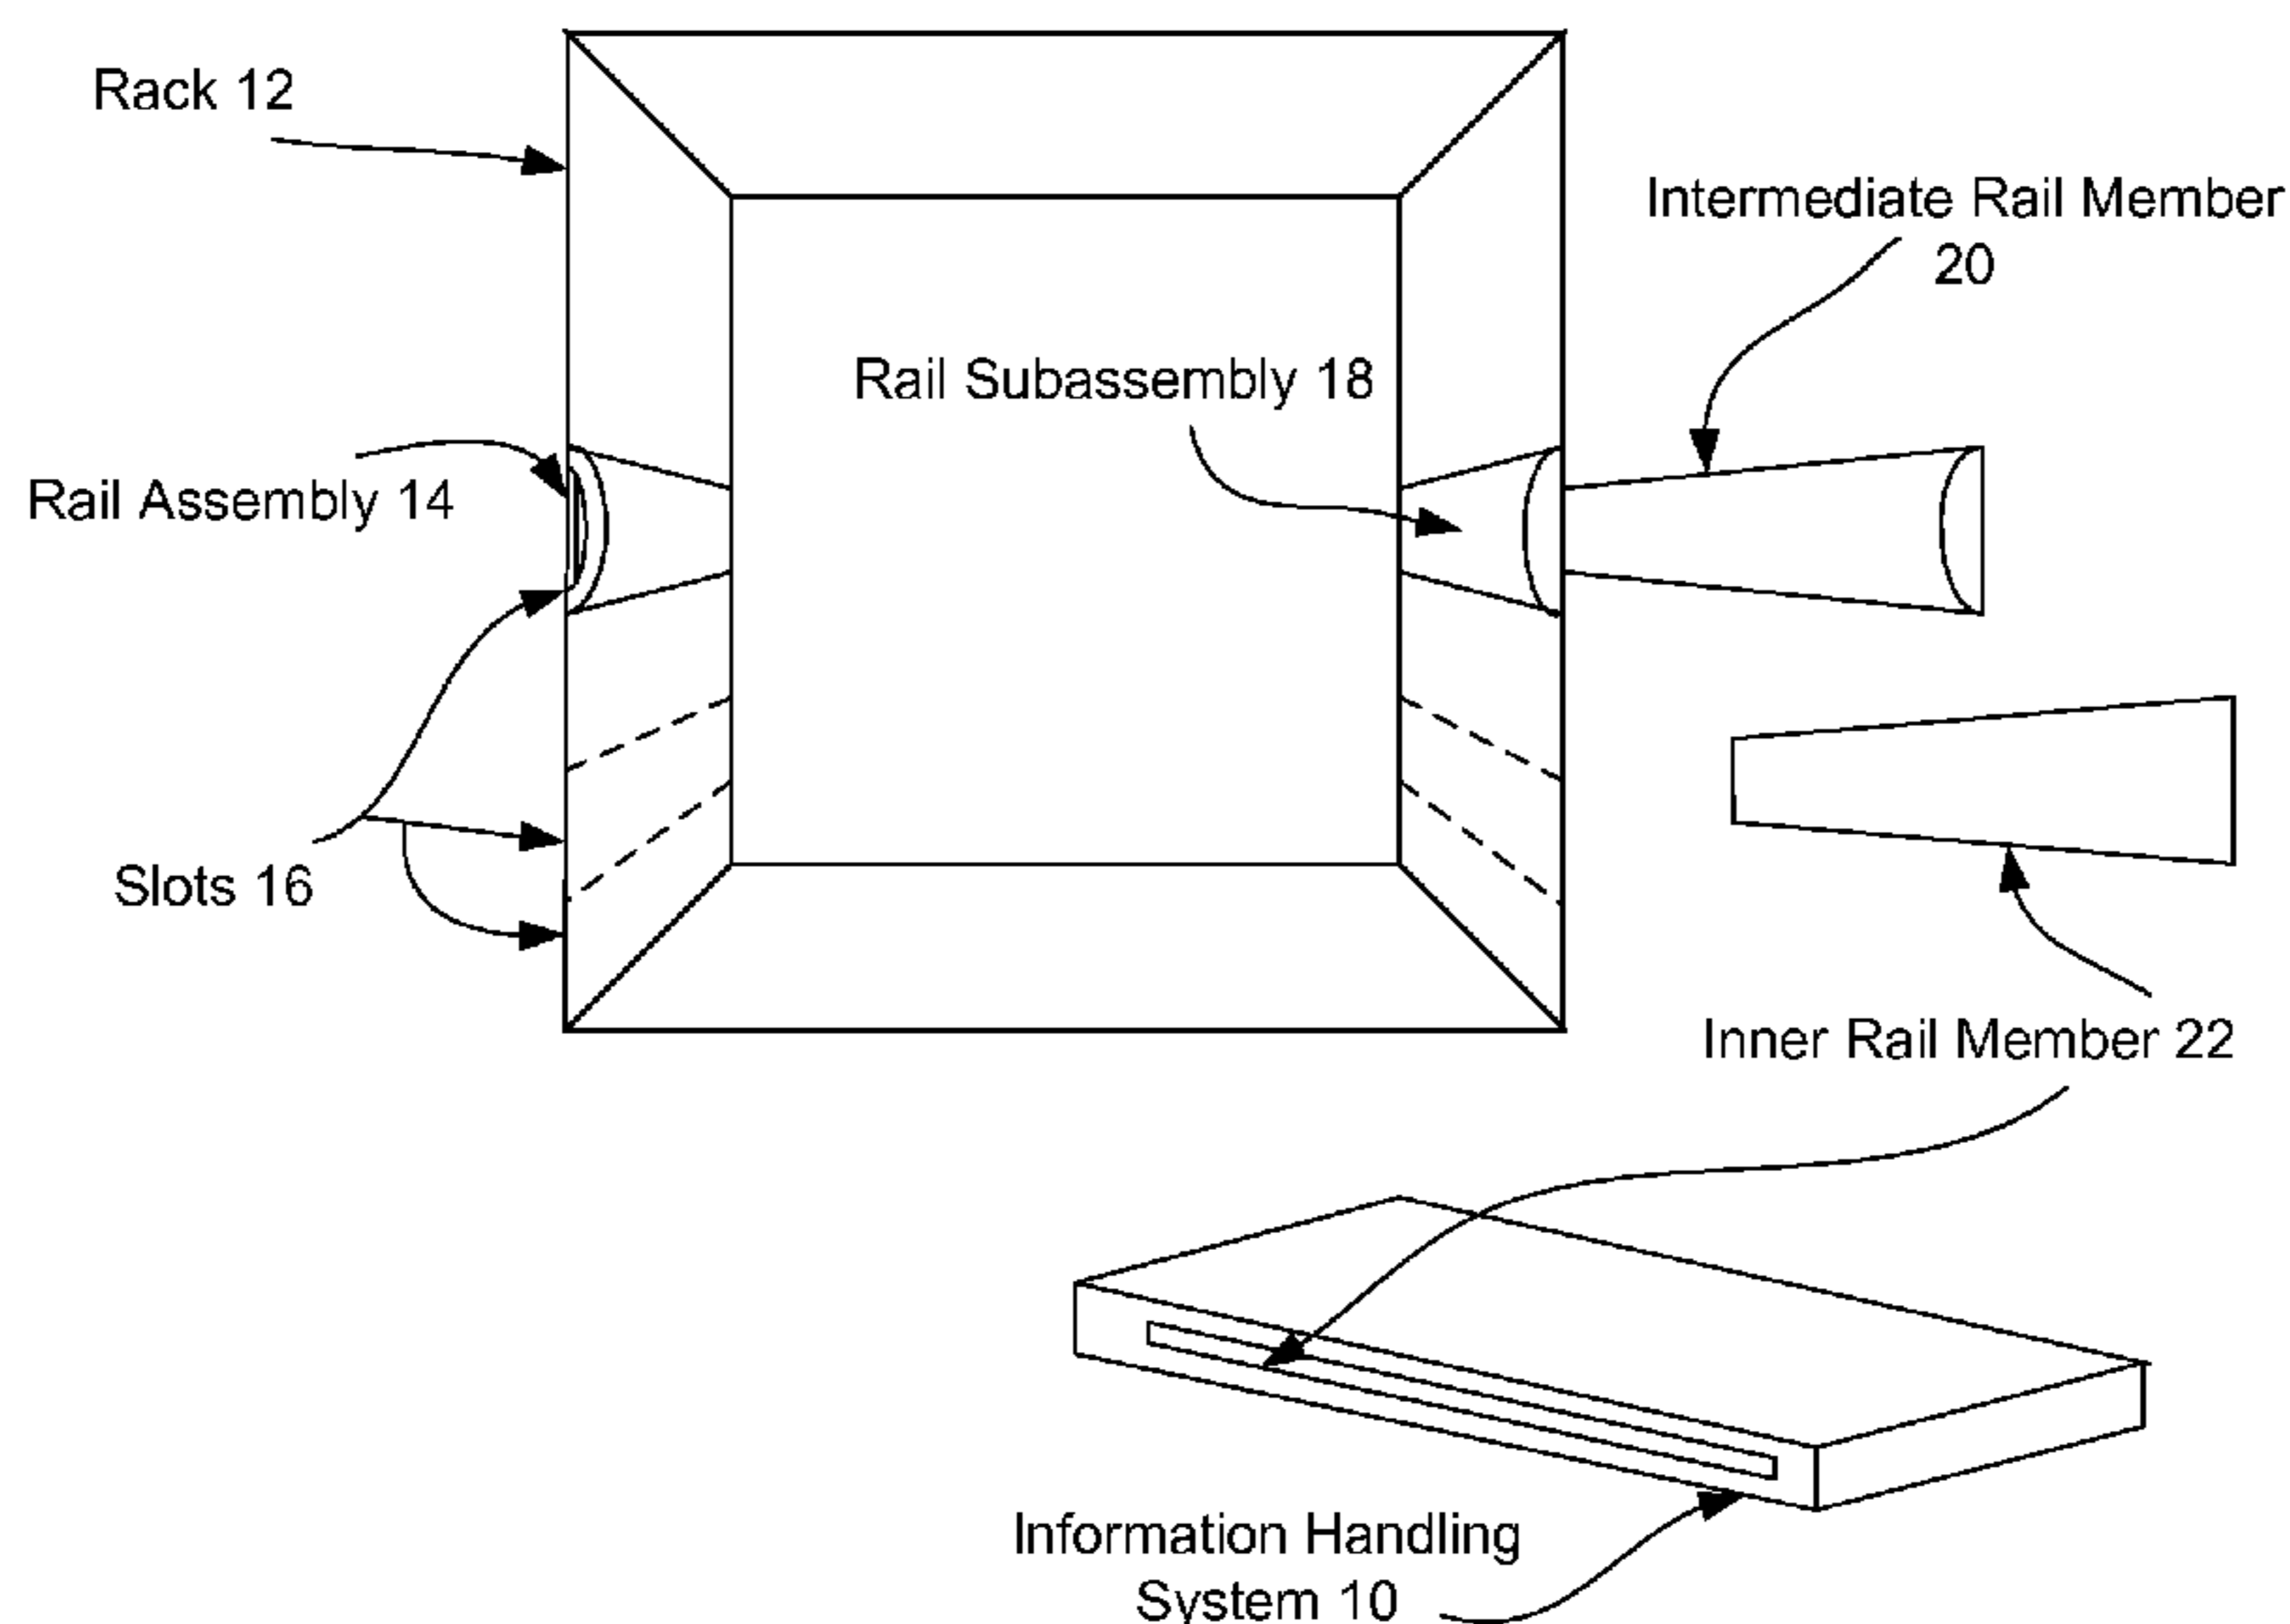 Rack 12
Intermediate Rail Member
20
Rail Subassembly 18
Rail Assembly 14
Slots 16
Inner Rail Member 22
Information Handling
System 10